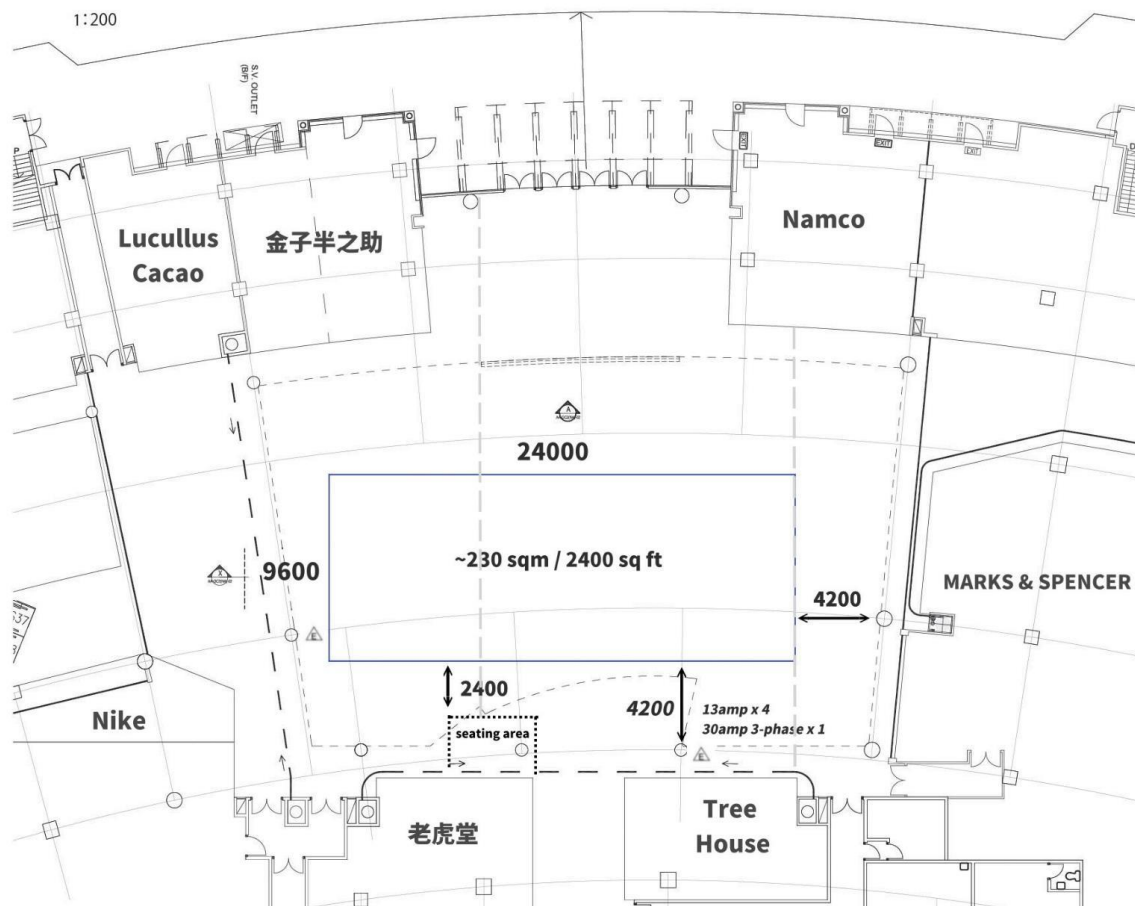 1:200
S.V. OUTLET
(B/F)
Lucullus
Cacao
金子半之助
EXIT
EXIT
EXIT
Namco
A
24000
X
9600
~230 sqm / 2400 sq ft
4200
MARKS & SPENCER
E
2400
4200
13amp x 4
30amp 3-phase x 1
E
seating area
Nike
老虎堂
Tree
House